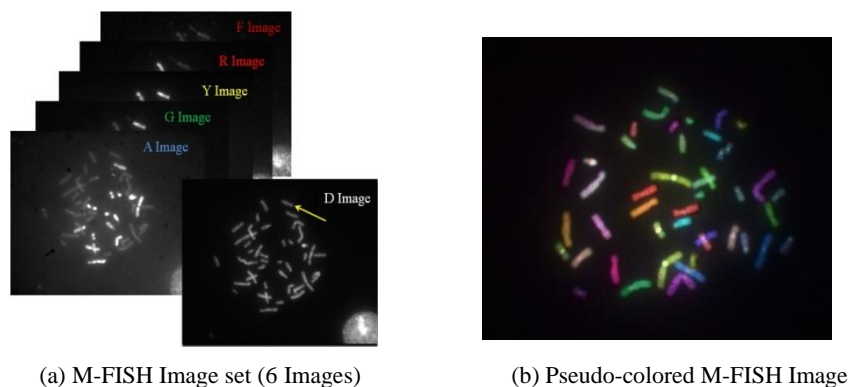 F Image
R Image
Y Image
G Image
A Image
D Image
(a) M-FISH Image set (6 Images)
(b) Pseudo-colored M-FISH Image